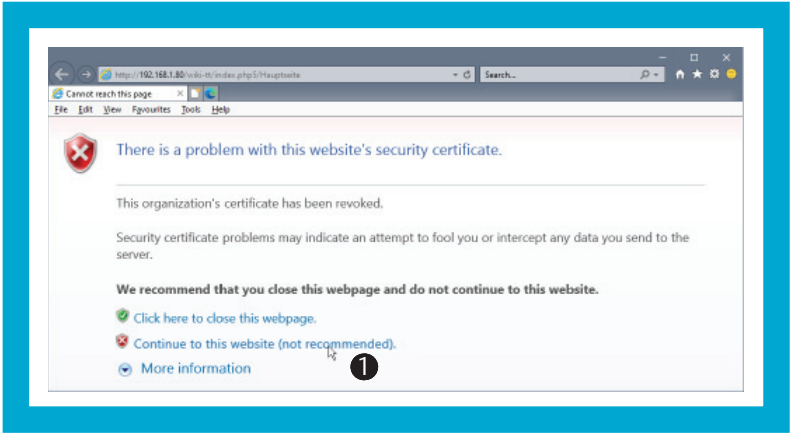 http://192.168.1.80/wiki-tt/index.php5/Hauptseite
Search...
Cannot reach this page
File Edit View Favourites Tools Help
There is a problem with this website's security certificate.
This organization's certificate has been revoked.
Security certificate problems may indicate an attempt to fool you or intercept any data you send to the
server.
We recommend that you close this webpage and do not continue to this website.
Click here to close this webpage.
Continue to this website (not recommended).
More information
1